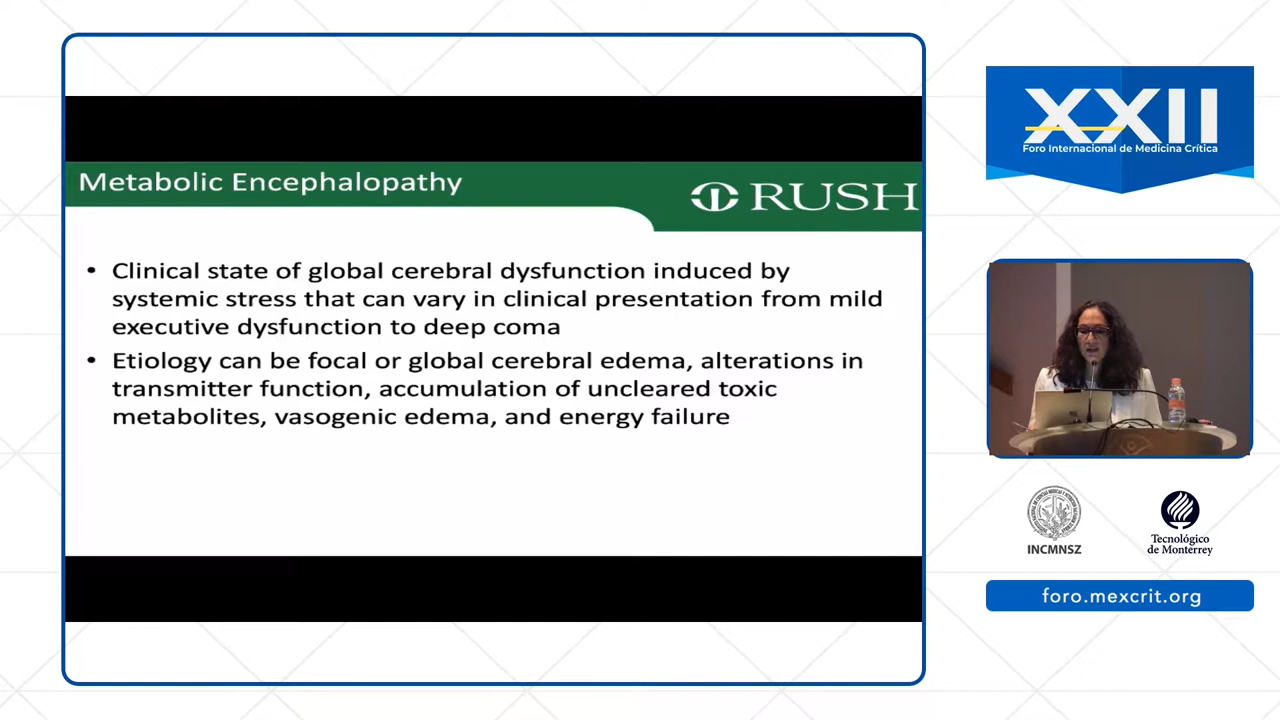 Metabolic Encephalopathy
RUSH
• Clinical state of global cerebral dysfunction induced by
systemic stress that can vary in clinical presentation from mild
executive dysfunction to deep coma
• Etiology can be focal or global cerebral edema, alterations in
transmitter function, accumulation of uncleared toxic
metabolites, vasogenic edema, and energy failure
XXII
Foro Internacional de Medicina Crítica
INCMNSZ
Tecnológico
de Monterrey
foro.mexcrit.org